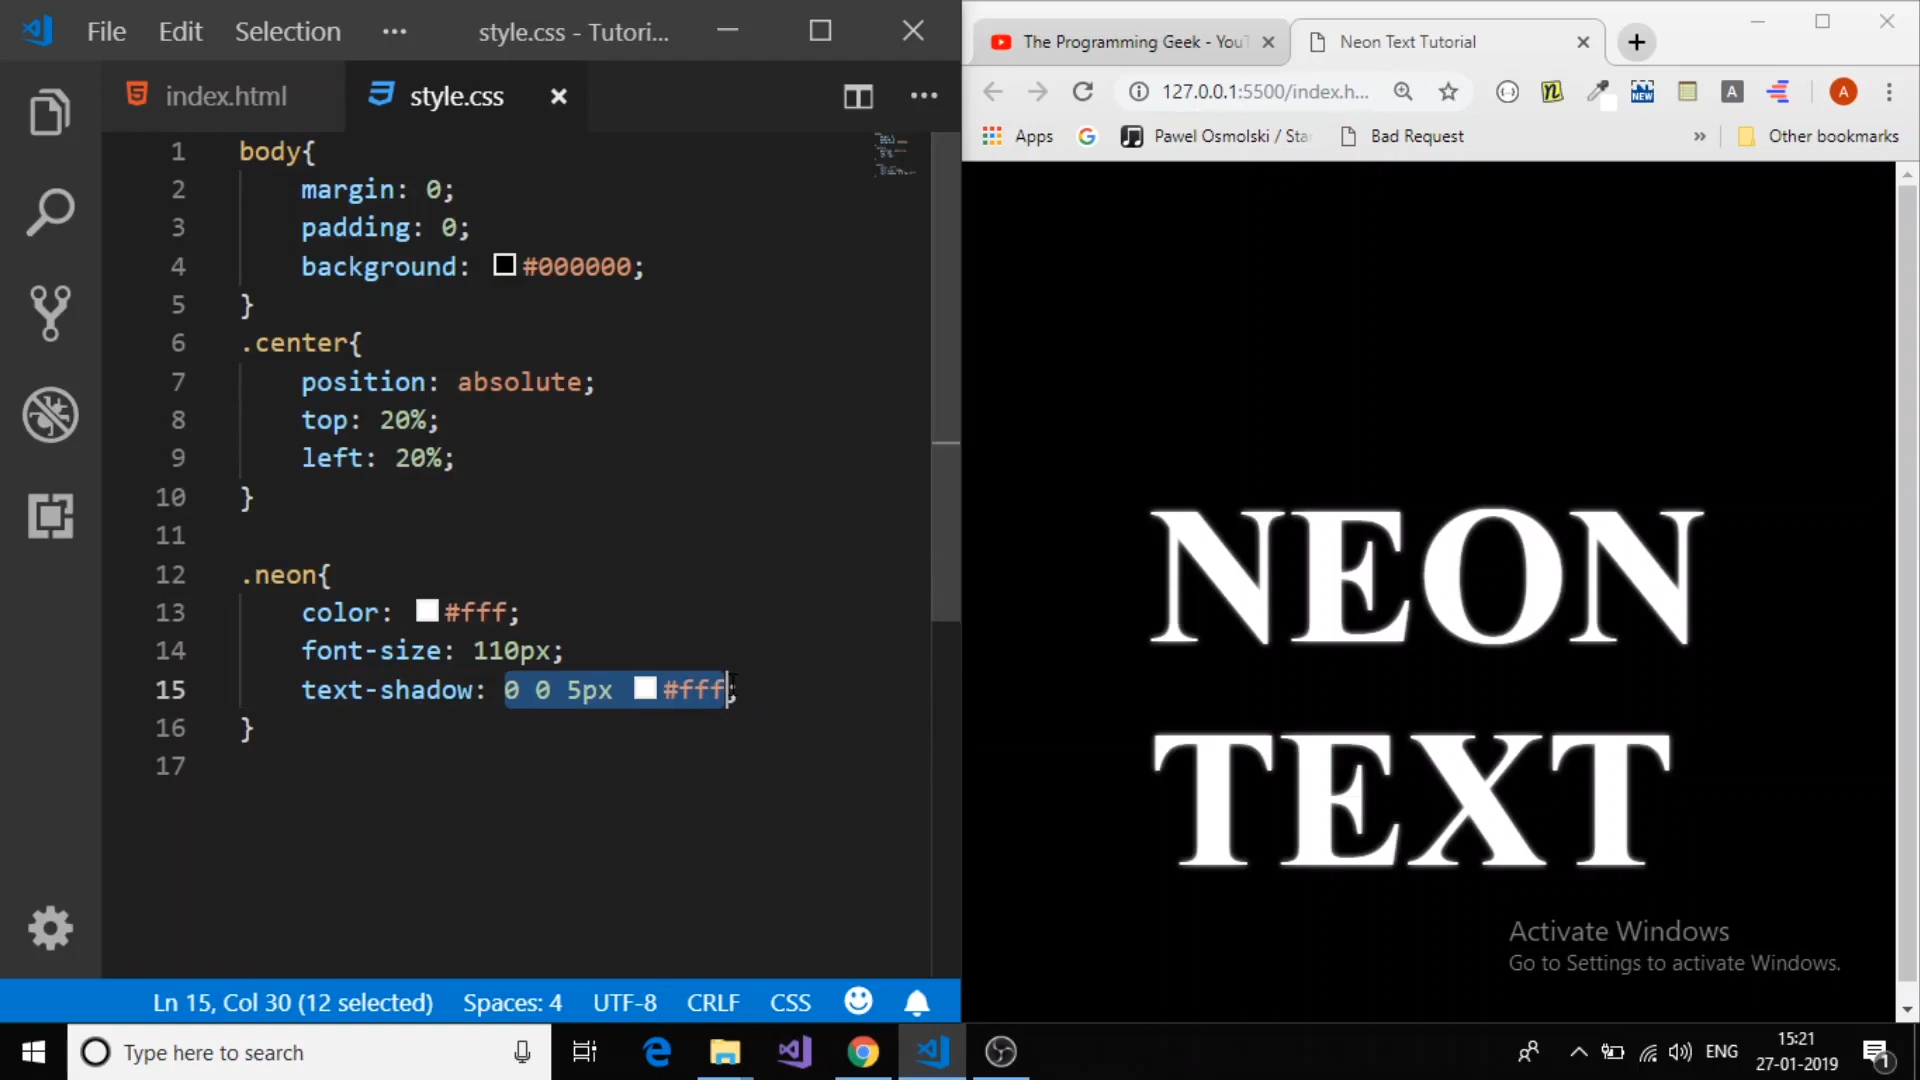 File Edit Selection ··· style.css - Tutori...
index.html style.css
1 body{
2 margin: 0;
3 padding: 0;
4 background: #000000;
5 }
6 .center{
7 position: absolute;
8 top: 20%;
9 left: 20%;
10 }
11
12 .neon{
13 color: #fff;
14 font-size: 110px;
15 text-shadow: 0 0 5px #fff;
16 }
17
Ln 15, Col 30 (12 selected) Spaces: 4 UTF-8 CRLF CSS
The Programming Geek - YouT Neon Text Tutorial
127.0.0.1:5500/index.h... n NEW A A
Apps G Pawel Osmolski / Sta Bad Request » Other bookmarks
NEON
TEXT
Activate Windows
Go to Settings to activate Windows.
Type here to search
ENG 15:21
27-01-2019
1